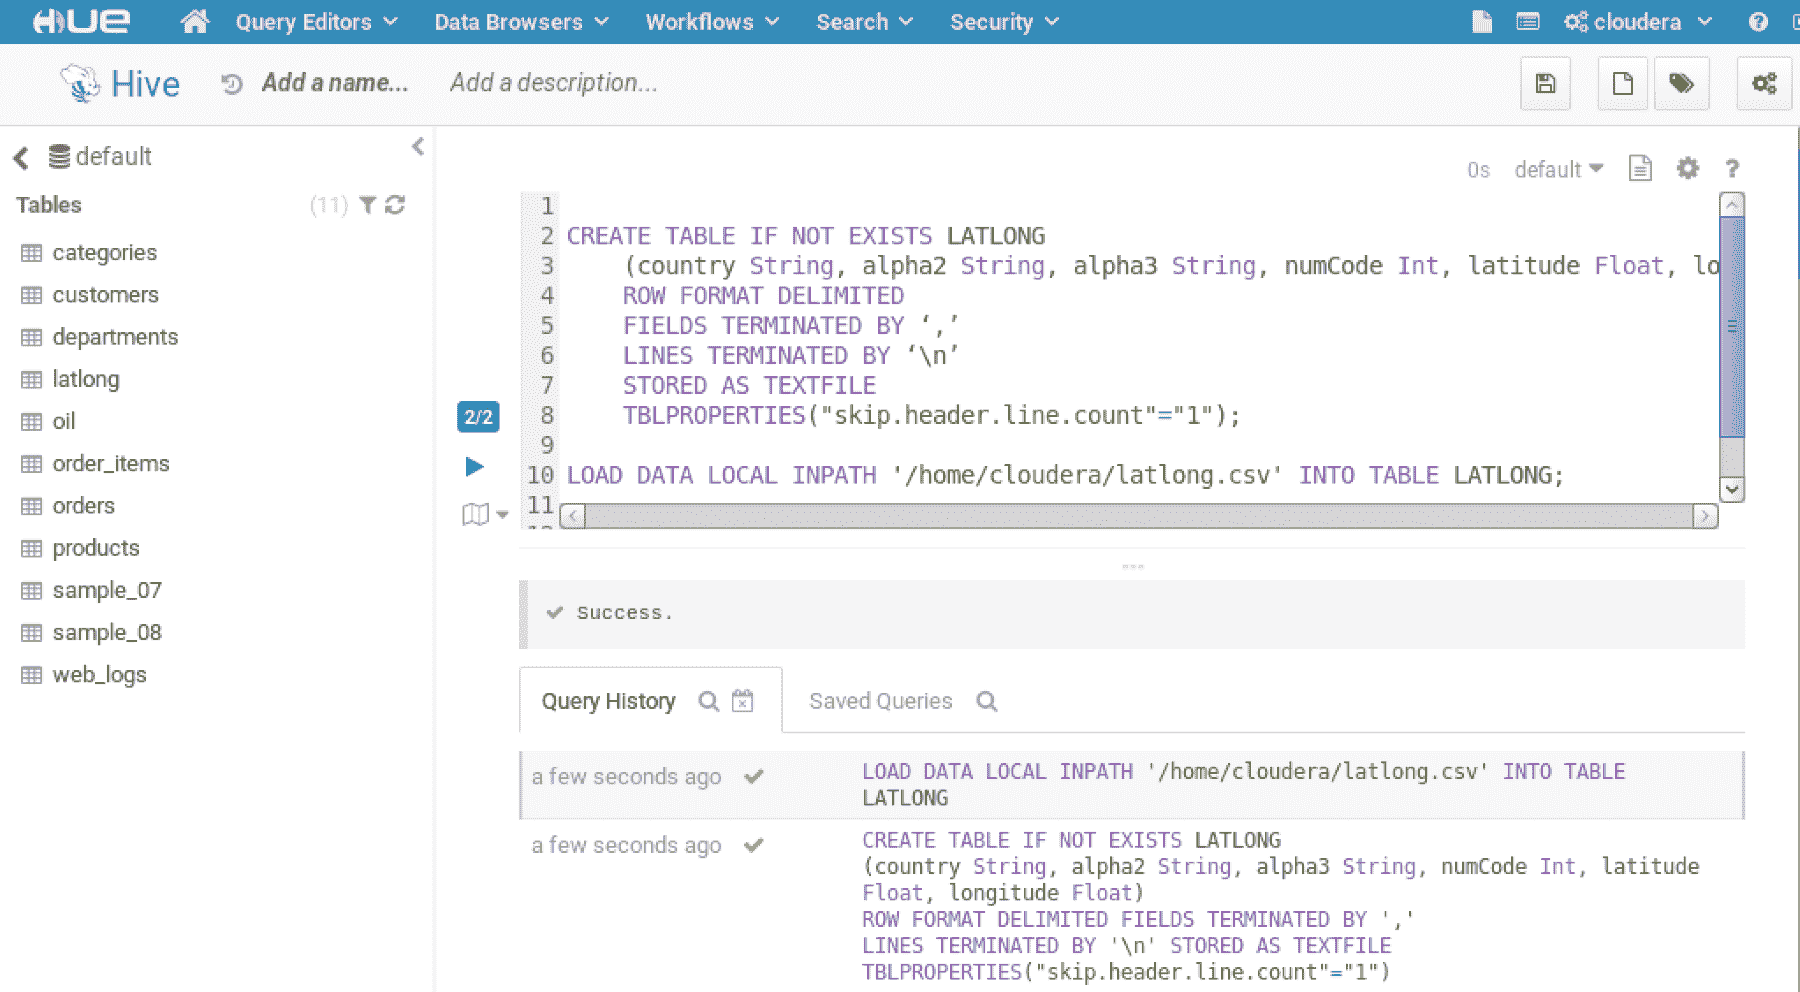 HUE Query Editors Data Browsers Workflows Search Security cloudera ?
Hive Add a name... Add a description...
default
Tables (11)
categories
customers
departments
latlong
oil
order_items
orders
products
sample_07
sample_08
web_logs
0s default ?
1
2 CREATE TABLE IF NOT EXISTS LATLONG
3 (country String, alpha2 String, alpha3 String, numCode Int, latitude Float, lo
4 ROW FORMAT DELIMITED
5 FIELDS TERMINATED BY ‘,’
6 LINES TERMINATED BY ‘\n’
7 STORED AS TEXTFILE
2/2
8 TBLPROPERTIES("skip.header.line.count"="1");
9
10 LOAD DATA LOCAL INPATH '/home/cloudera/latlong.csv' INTO TABLE LATLONG;
11
Success.
Query History Saved Queries
a few seconds ago LOAD DATA LOCAL INPATH '/home/cloudera/latlong.csv' INTO TABLE
LATLONG
a few seconds ago CREATE TABLE IF NOT EXISTS LATLONG
(country String, alpha2 String, alpha3 String, numCode Int, latitude
Float, longitude Float)
ROW FORMAT DELIMITED FIELDS TERMINATED BY ','
LINES TERMINATED BY '\n' STORED AS TEXTFILE
TBLPROPERTIES("skip.header.line.count"="1")